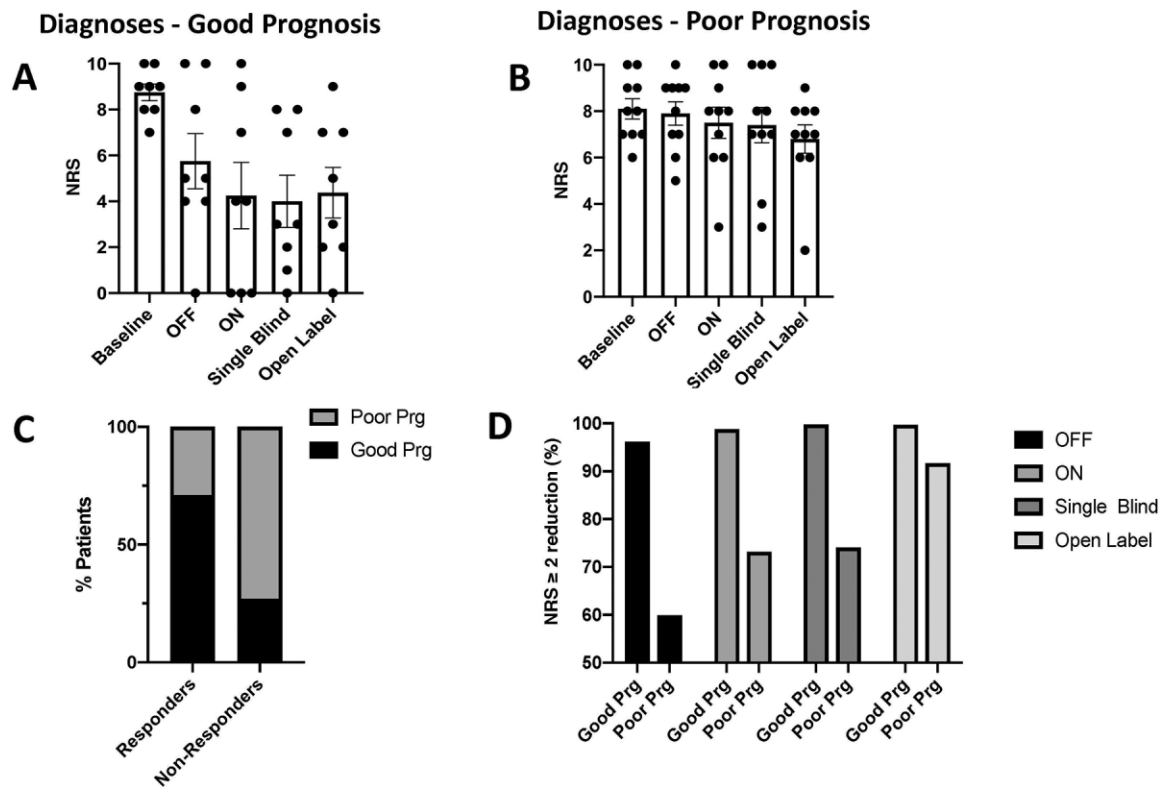 Diagnoses - Good Prognosis
Diagnoses - Poor Prognosis
A
NRS
10
8
6
4
2
0
Baseline
OFF
ON
Single Blind
Open Label
B
NRS
10
8
6
4
2
0
Baseline
OFF
ON
Single Blind
Open Label
C
% Patients
100
50
0
Responders
Non-Responders
Poor Prg
Good Prg
D
NRS ≥ 2 reduction (%)
100
90
80
70
60
50
Good Prg
Poor Prg
Good Prg
Poor Prg
Good Prg
Poor Prg
Good Prg
Poor Prg
OFF
ON
Single Blind
Open Label